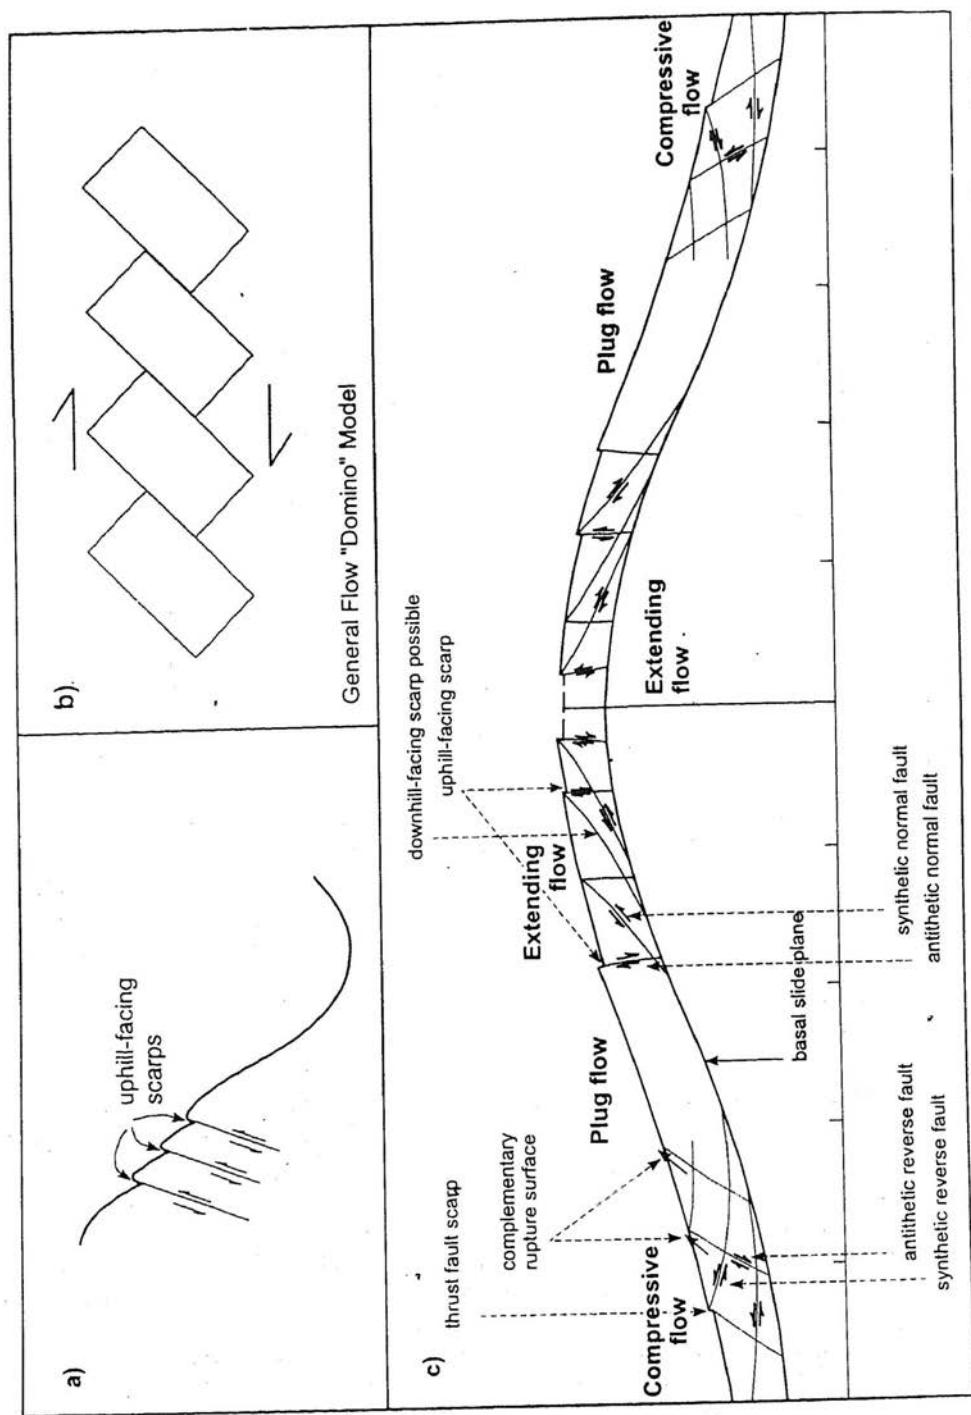 a)
uphill-facing
scarps
b)
General Flow "Domino" Model
c)
thrust fault scarp
complementary
rupture surface
downhill-facing scarp possible
uphill-facing scarp
Compressive
flow
Plug flow
Extending
flow
Extending
flow
Plug flow
Compressive
flow
basal slide plane
antithetic reverse fault
synthetic reverse fault
synthetic normal fault
antithetic normal fault